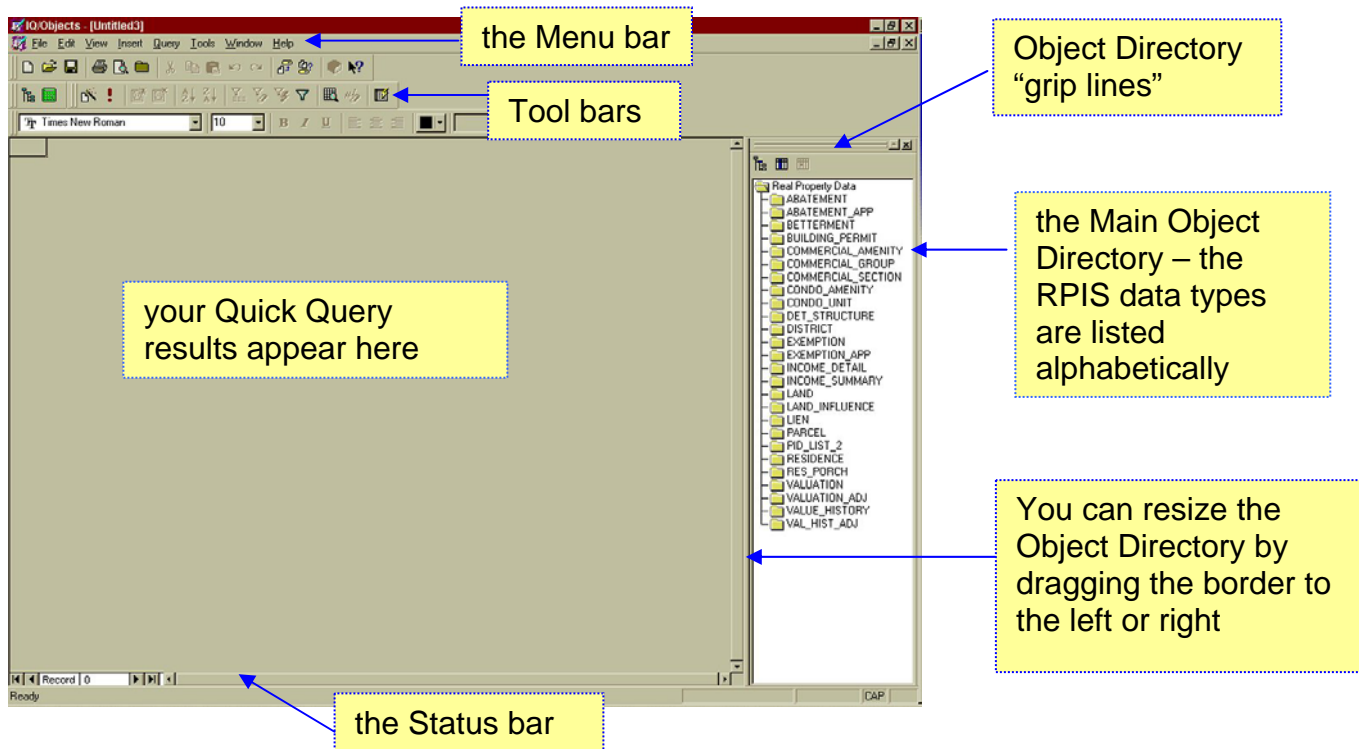 IQ/Objects - [Untitled3]
File Edit View Insert Query Tools Window Help
the Menu bar
Tool bars
Times New Roman
10
B I U
Object Directory
"grip lines"
Real Property Data
ABATEMENT
ABATEMENT_APP
BETTERMENT
BUILDING_PERMIT
COMMERCIAL_AMENITY
COMMERCIAL_GROUP
COMMERCIAL_SECTION
CONDO_AMENITY
CONDO_UNIT
DET_STRUCTURE
DISTRICT
EXEMPTION
EXEMPTION_APP
INCOME_DETAIL
INCOME_SUMMARY
LAND
LAND_INFLUENCE
LIEN
PARCEL
PID_LIST_2
RESIDENCE
RES_PORCH
VALUATION
VALUATION_ADJ
VALUE_HISTORY
VAL_HIST_ADJ
the Main Object
Directory – the
RPIS data types
are listed
alphabetically
your Quick Query
results appear here
You can resize the
Object Directory by
dragging the border to
the left or right
Record 0
Ready
CAP
the Status bar